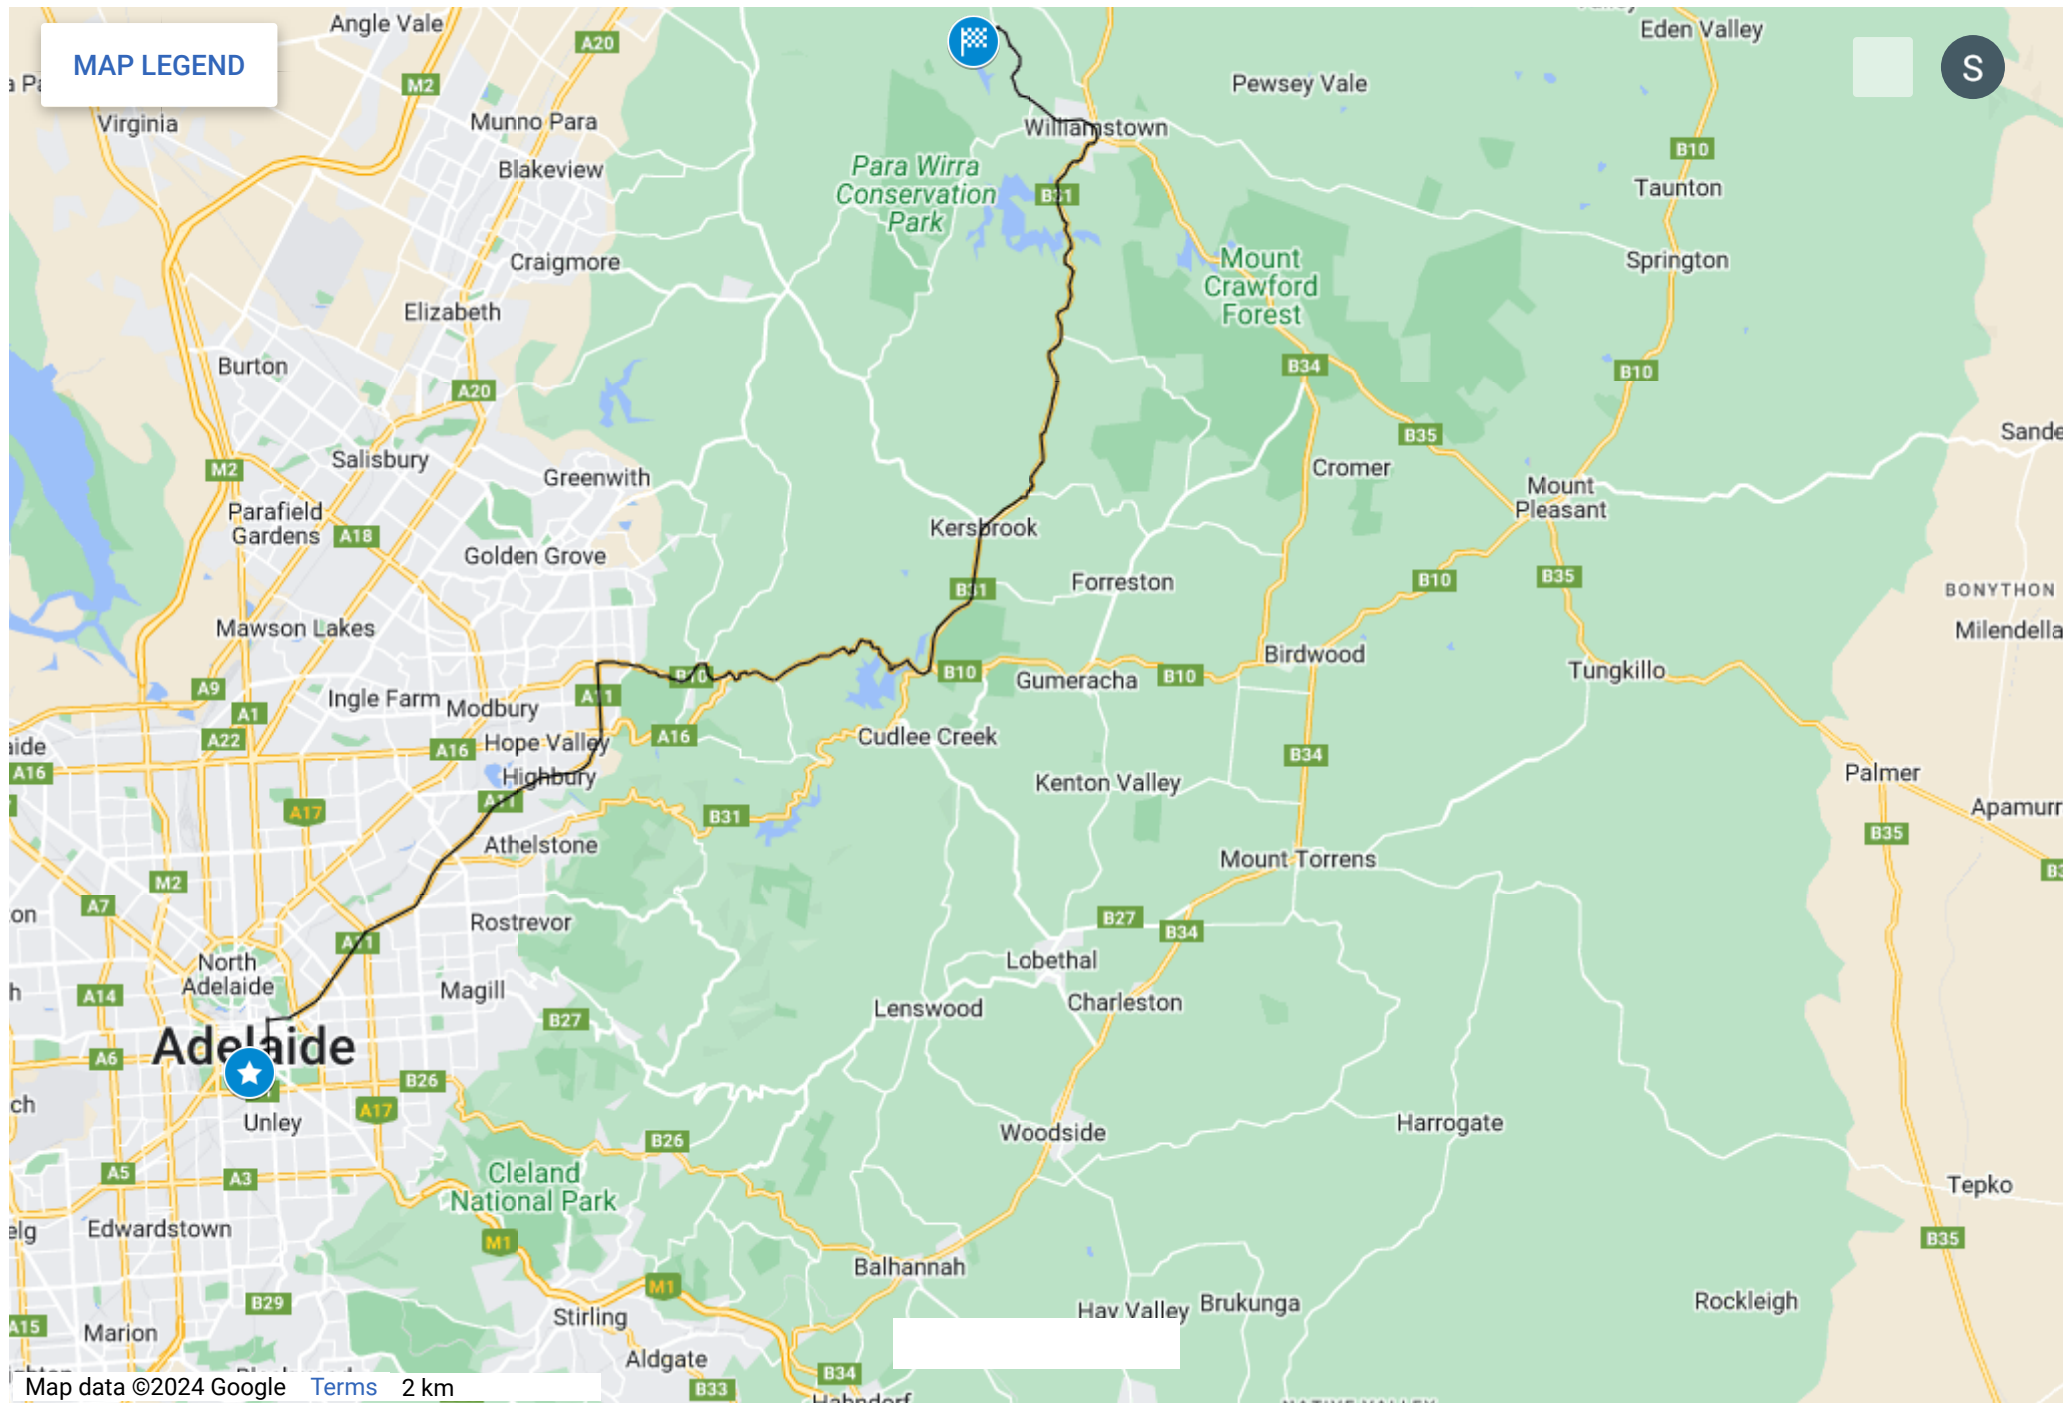 Angle Vale
A20
Eden Valley
MAP LEGEND
S
M2
Pewsey Vale
Virginia
Munno Para
Williamstown
B10
Blakeview
Para Wirra
Conservation
Park
B31
Taunton
Craigmore
Mount
Crawford
Forest
Springton
Elizabeth
Burton
B34
B10
A20
B35
Sande
M2
Salisbury
Greenwith
Cromer
Mount
Pleasant
Parafield
Gardens
A18
Kersbrook
Golden Grove
B31
Forreston
B10
B35
BONYTHON
Mawson Lakes
Milendella
Birdwood
A9
Ingle Farm
Modbury
A11
B10
B10
Gumeracha
B10
Tungkillo
A1
A22
aide
A16
Hope Valley
A16
Cudlee Creek
B34
A16
Highbury
Kenton Valley
Palmer
A17
A11
B31
Apamurr
Athelstone
B35
Mount Torrens
M2
A7
on
Rostrevor
B27
B34
A11
North
Adelaide
Lobethal
A14
Magill
Lenswood
Charleston
B27
Adelaide
A6
B26
ch
A17
Unley
Woodside
Harrogate
B26
A5
A3
Cleland
National Park
Tepko
elg
Edwardstown
M1
B35
Balhannah
M1
B29
Stirling
Hay Valley
Brukunga
Rockleigh
A15
Marion
Aldgate
B34
B33
Map data ©2024 Google
Terms
2 km
Hahndorf